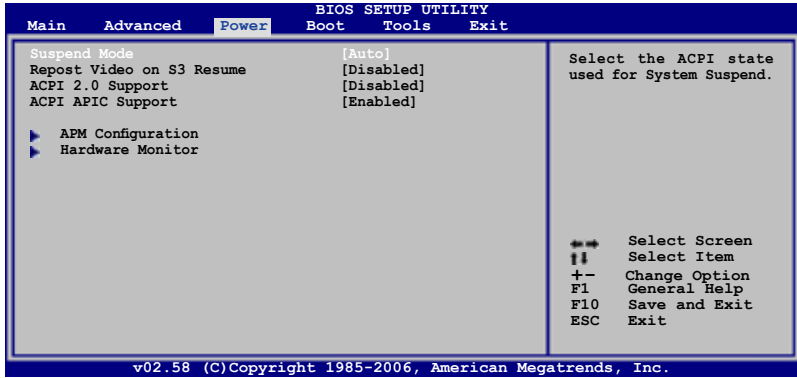 BIOS SETUP UTILITY
Main Advanced Power Boot Tools Exit
Suspend Mode [Auto]
Repost Video on S3 Resume [Disabled]
ACPI 2.0 Support [Disabled]
ACPI APIC Support [Enabled]
APM Configuration
Hardware Monitor
Select the ACPI state
used for System Suspend.
Select Screen
Select Item
+- Change Option
F1 General Help
F10 Save and Exit
ESC Exit
v02.58 (C)Copyright 1985-2006, American Megatrends, Inc.